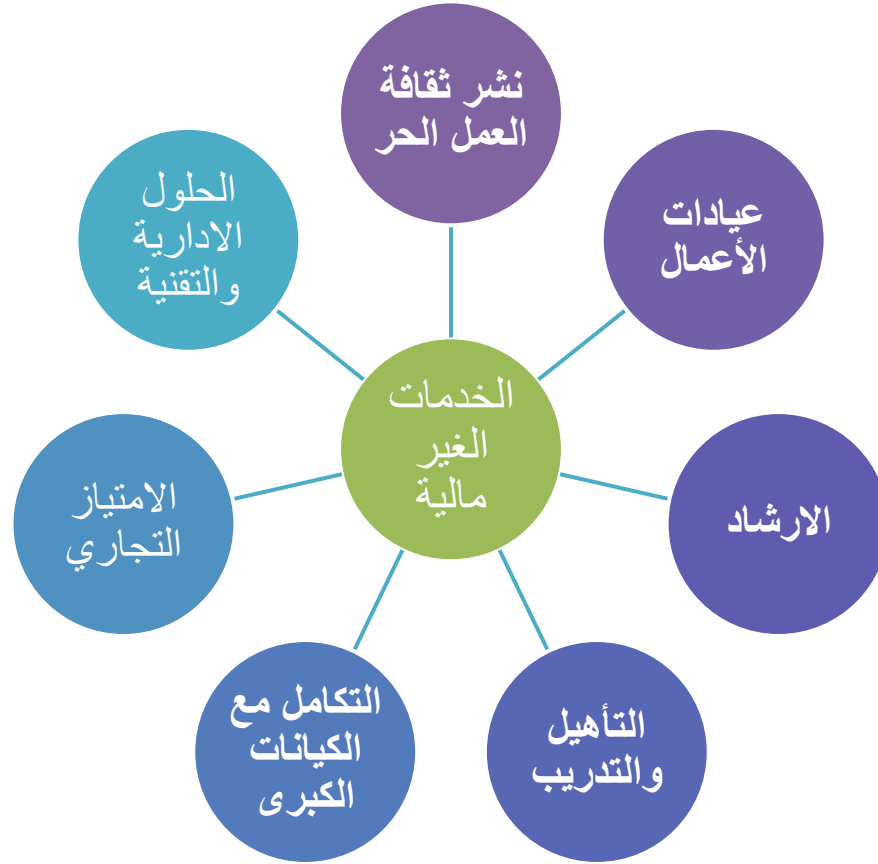 نشر ثقافة
العمل الحر
عيادات
الأعمال
الارشاد
التأهيل
والتدريب
التكامل مع
الكيانات
الكبرى
الامتياز
التجاري
الحلول
الادارية
والتقنية
الخدمات
الغير
مالية